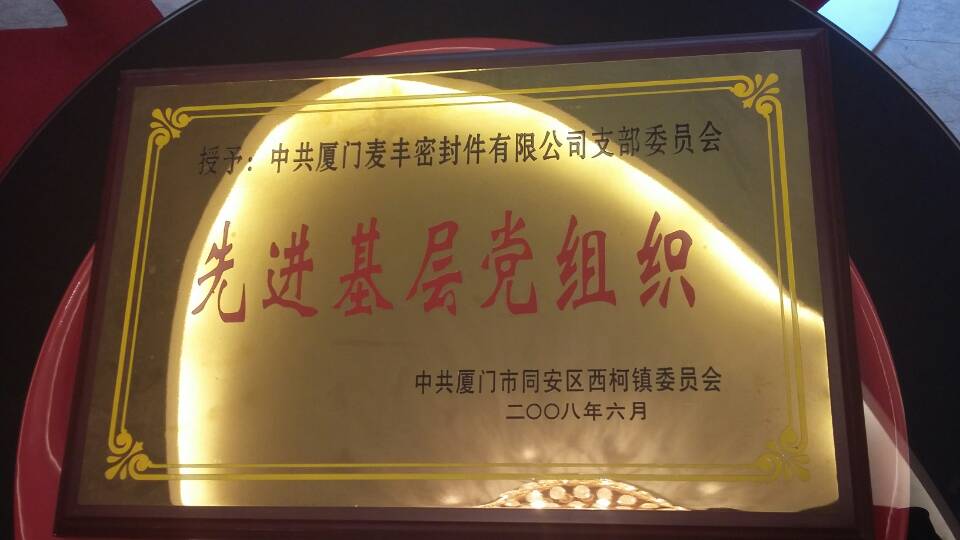 授予：中共厦门麦丰密封件有限公司支部委员会
先进基层党组织
中共厦门市同安区西柯镇委员会
二〇〇八年六月